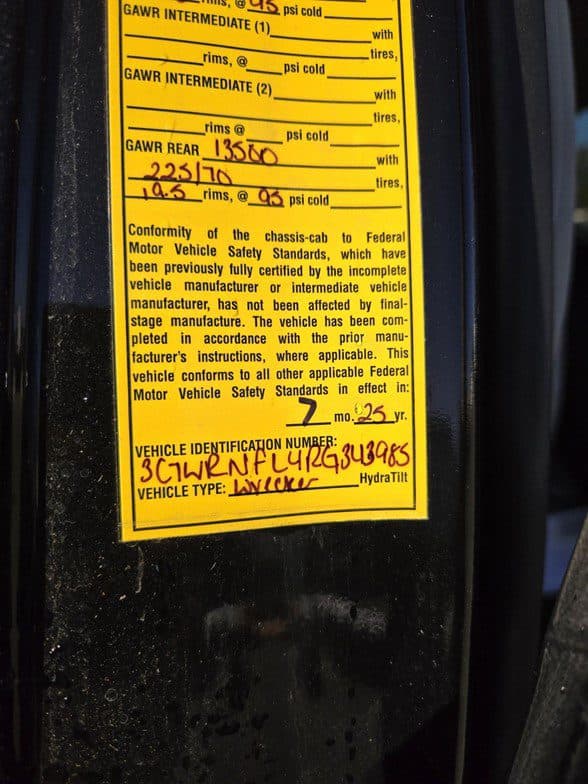 rims, @ 95 psi cold
GAWR INTERMEDIATE (1) with
tires,
rims, @ psi cold
GAWR INTERMEDIATE (2) with
tires,
rims @ psi cold
GAWR REAR 13500 with
225/70 tires,
19.5 rims, @ 95 psi cold
Conformity of the chassis-cab to Federal
Motor Vehicle Safety Standards, which have
been previously fully certified by the incomplete
vehicle manufacturer or intermediate vehicle
manufacturer, has not been affected by final-
stage manufacture. The vehicle has been com-
pleted in accordance with the prior manu-
facturer's instructions, where applicable. This
vehicle conforms to all other applicable Federal
Motor Vehicle Safety Standards in effect in:
7 mo. 25 yr.
VEHICLE IDENTIFICATION NUMBER:
3C7WRNFL4RG343985
VEHICLE TYPE: Wrecker HydraTilt